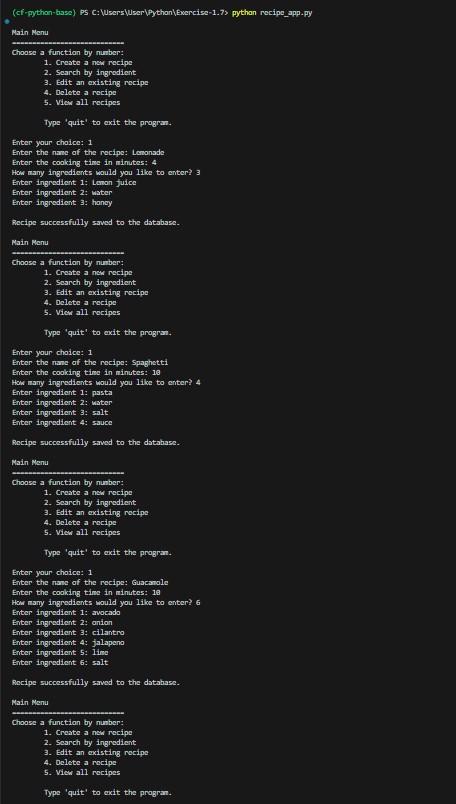 (cf-python-base) PS C:\Users\User\Python\Exercise-1.7> python recipe_app.py
Main Menu
============================
Choose a function by number:
1. Create a new recipe
2. Search by ingredient
3. Edit an existing recipe
4. Delete a recipe
5. View all recipes
Type 'quit' to exit the program.
Enter your choice: 1
Enter the name of the recipe: Lemonade
Enter the cooking time in minutes: 4
How many ingredients would you like to enter? 3
Enter ingredient 1: Lemon juice
Enter ingredient 2: water
Enter ingredient 3: honey
Recipe successfully saved to the database.
Main Menu
============================
Choose a function by number:
1. Create a new recipe
2. Search by ingredient
3. Edit an existing recipe
4. Delete a recipe
5. View all recipes
Type 'quit' to exit the program.
Enter your choice: 1
Enter the name of the recipe: Spaghetti
Enter the cooking time in minutes: 10
How many ingredients would you like to enter? 4
Enter ingredient 1: pasta
Enter ingredient 2: water
Enter ingredient 3: salt
Enter ingredient 4: sauce
Recipe successfully saved to the database.
Main Menu
============================
Choose a function by number:
1. Create a new recipe
2. Search by ingredient
3. Edit an existing recipe
4. Delete a recipe
5. View all recipes
Type 'quit' to exit the program.
Enter your choice: 1
Enter the name of the recipe: Guacamole
Enter the cooking time in minutes: 10
How many ingredients would you like to enter? 6
Enter ingredient 1: avocado
Enter ingredient 2: onion
Enter ingredient 3: cilantro
Enter ingredient 4: jalapeno
Enter ingredient 5: lime
Enter ingredient 6: salt
Recipe successfully saved to the database.
Main Menu
============================
Choose a function by number:
1. Create a new recipe
2. Search by ingredient
3. Edit an existing recipe
4. Delete a recipe
5. View all recipes
Type 'quit' to exit the program.